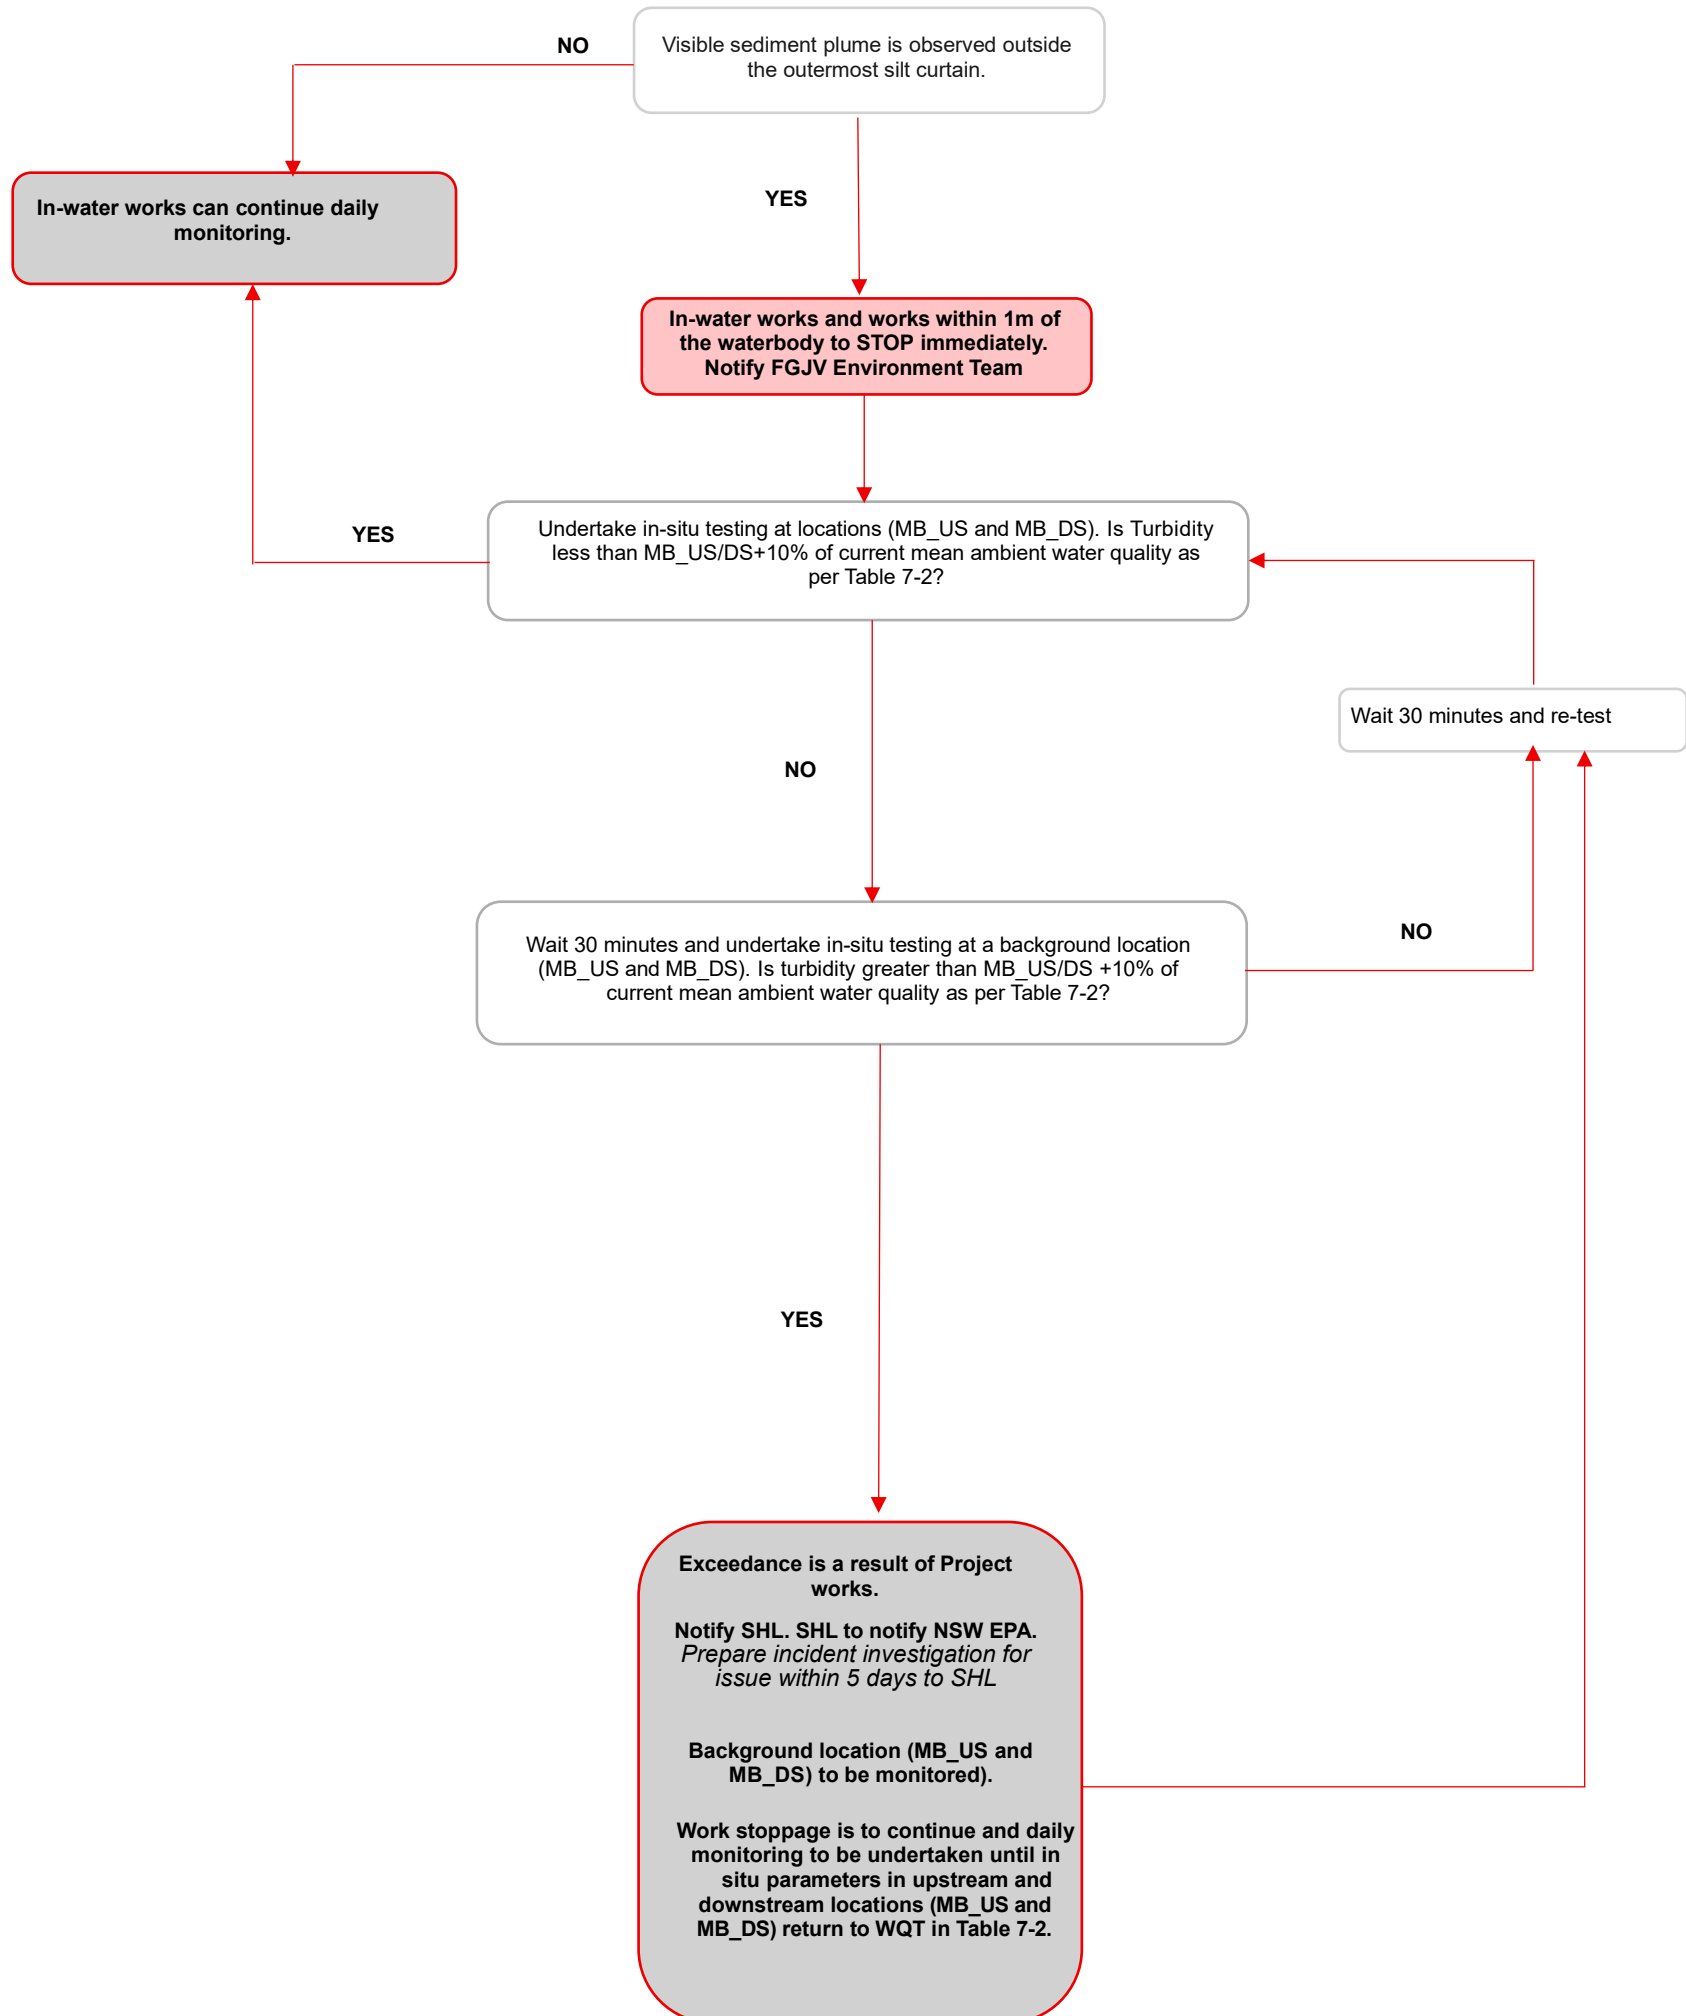 NO
Visible sediment plume is observed outside
the outermost silt curtain.
In-water works can continue daily
monitoring.
YES
In-water works and works within 1m of
the waterbody to STOP immediately.
Notify FGJV Environment Team
YES
Undertake in-situ testing at locations (MB_US and MB_DS). Is Turbidity
less than MB_US/DS+10% of current mean ambient water quality as
per Table 7-2?
Wait 30 minutes and re-test
NO
Wait 30 minutes and undertake in-situ testing at a background location
(MB_US and MB_DS). Is turbidity greater than MB_US/DS +10% of
current mean ambient water quality as per Table 7-2?
NO
YES
Exceedance is a result of Project
works.
Notify SHL. SHL to notify NSW EPA.
Prepare incident investigation for
issue within 5 days to SHL
Background location (MB_US and
MB_DS) to be monitored).
Work stoppage is to continue and daily
monitoring to be undertaken until in
situ parameters in upstream and
downstream locations (MB_US and
MB_DS) return to WQT in Table 7-2.